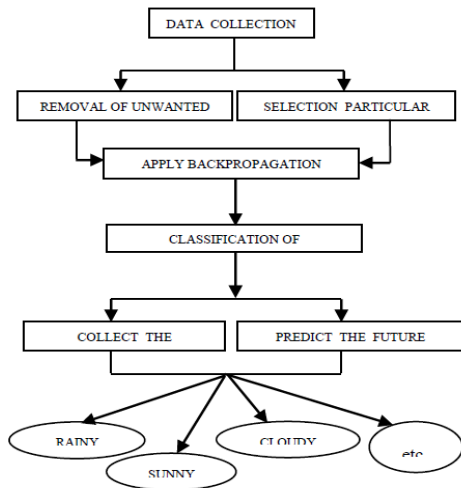 DATA COLLECTION
REMOVAL OF UNWANTED
SELECTION PARTICULAR
APPLY BACKPROPAGATION
CLASSIFICATION OF
COLLECT THE
PREDICT THE FUTURE
RAINY
CLOUDY
etc
SUNNY